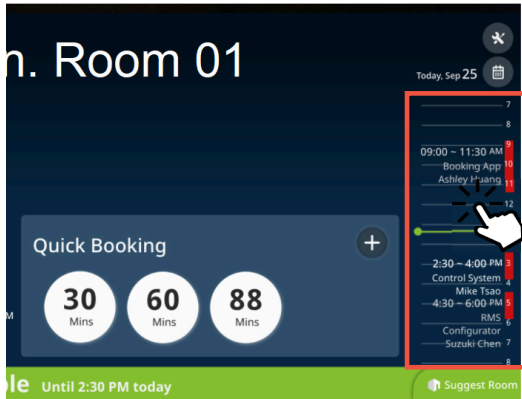 n. Room 01
Today, Sep 25
7
8
9
09:00 ~ 11:30 AM
Booking App 10
Ashley Huang 11
12
2:30 ~ 4:00 PM 3
Control System
4
Mike Tsao
4:30 ~ 6:00 PM 5
RMS
6
Configurator
Suzuki Chen 7
8
Quick Booking
+
30 60 88
Mins Mins Mins
M
le Until 2:30 PM today
Suggest Room